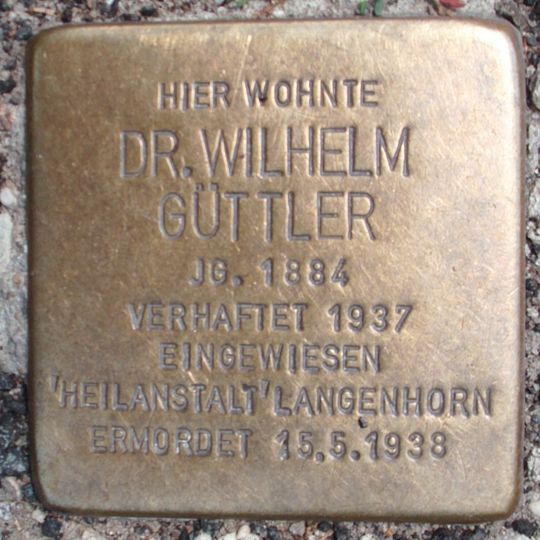 HIER WOHNTE
DR. WILHELM
GÜTTLER
JG. 1884
VERHAFTET 1937
EINGEWIESEN
'HEILANSTALT' LANGENHORN
ERMORDET 15.5.1938